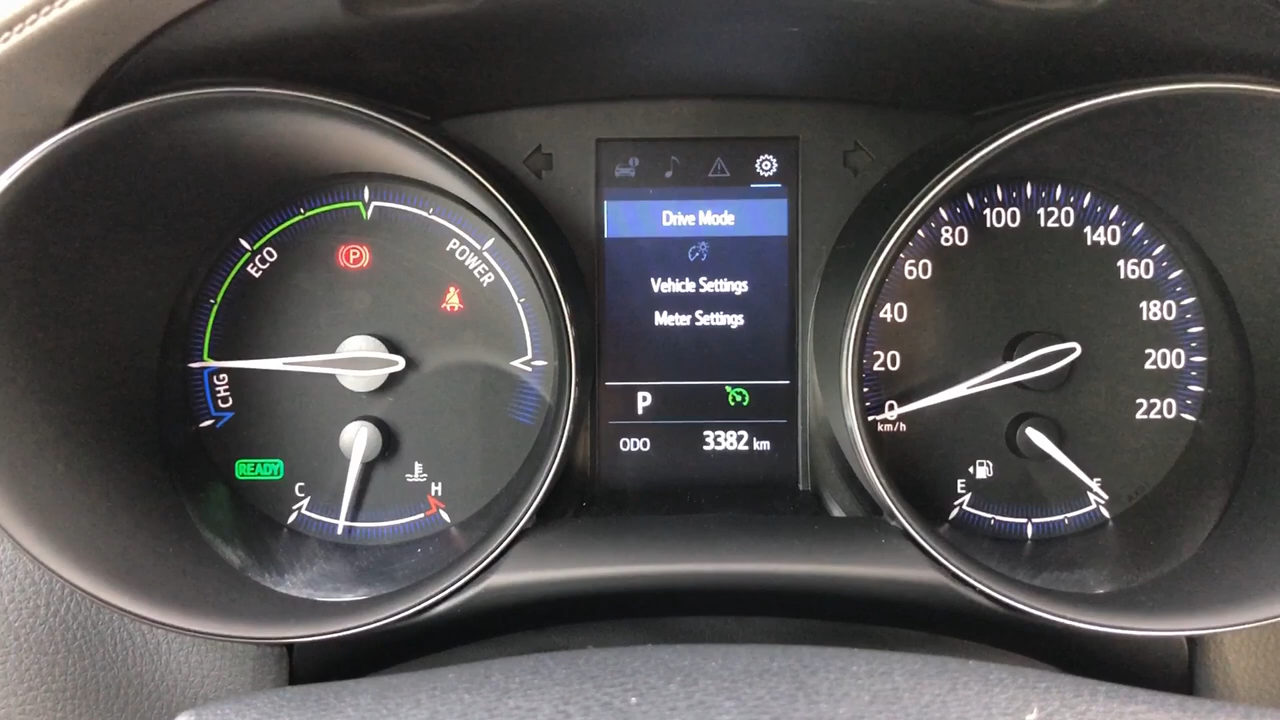 ECO
POWER
CHG
(P)
READY
C
H
Drive Mode
Vehicle Settings
Meter Settings
P
ODO 3382 km
0
20
40
60
80
100
120
140
160
180
200
220
km/h
E
F